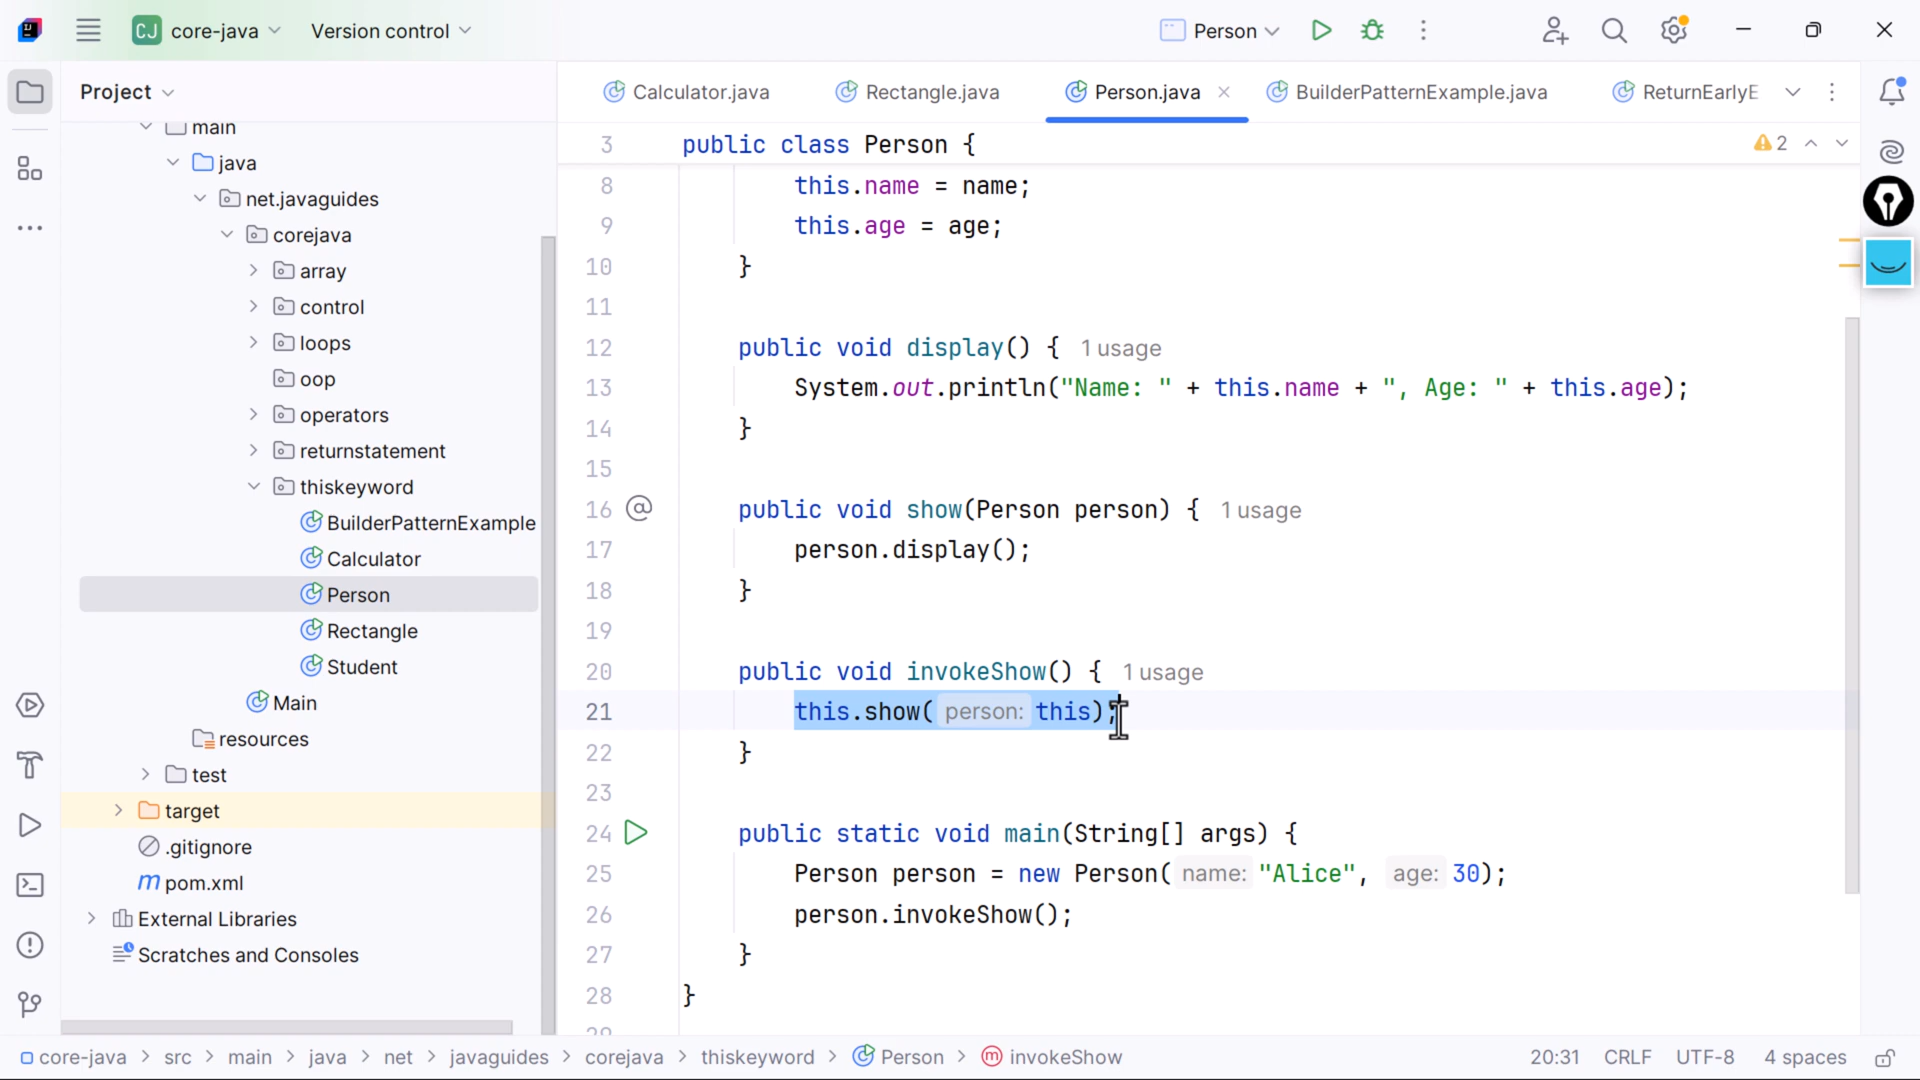 CJ core-java Version control Person
Project
Calculator.java Rectangle.java Person.java BuilderPatternExample.java ReturnEarlyE
main
java
net.javaguides
corejava
array
control
loops
oop
operators
returnstatement
thiskeyword
BuilderPatternExample
Calculator
Person
Rectangle
Student
Main
resources
test
target
.gitignore
pom.xml
External Libraries
Scratches and Consoles
3 public class Person { 2
8 this.name = name;
9 this.age = age;
10 }
11
12 public void display() { 1 usage
13 System.out.println("Name: " + this.name + ", Age: " + this.age);
14 }
15
16 public void show(Person person) { 1 usage
17 person.display();
18 }
19
20 public void invokeShow() { 1 usage
21 this.show( person: this);
22 }
23
24 public static void main(String[] args) {
25 Person person = new Person( name: "Alice", age: 30);
26 person.invokeShow();
27 }
28 }
core-java > src > main > java > net > javaguides > corejava > thiskeyword > Person > invokeShow 20:31 CRLF UTF-8 4 spaces